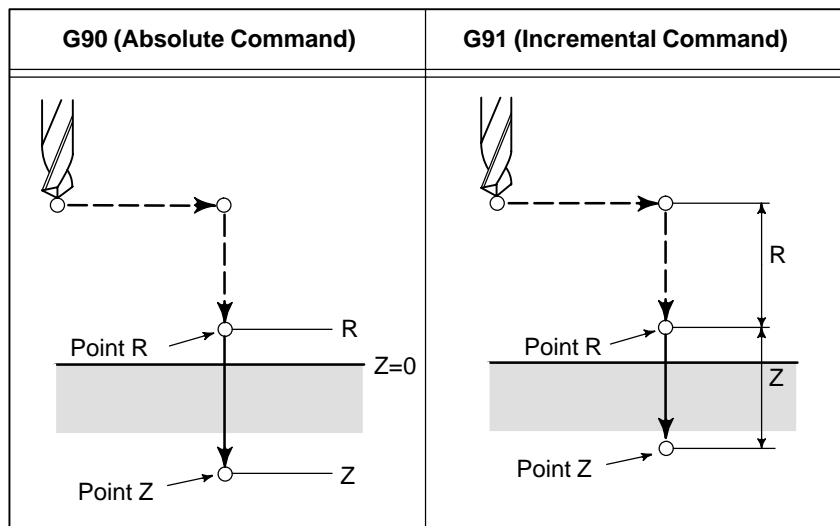 G90 (Absolute Command)
G91 (Incremental Command)
R
Point R
Z=0
Point Z
Z
R
Point R
Z
Point Z